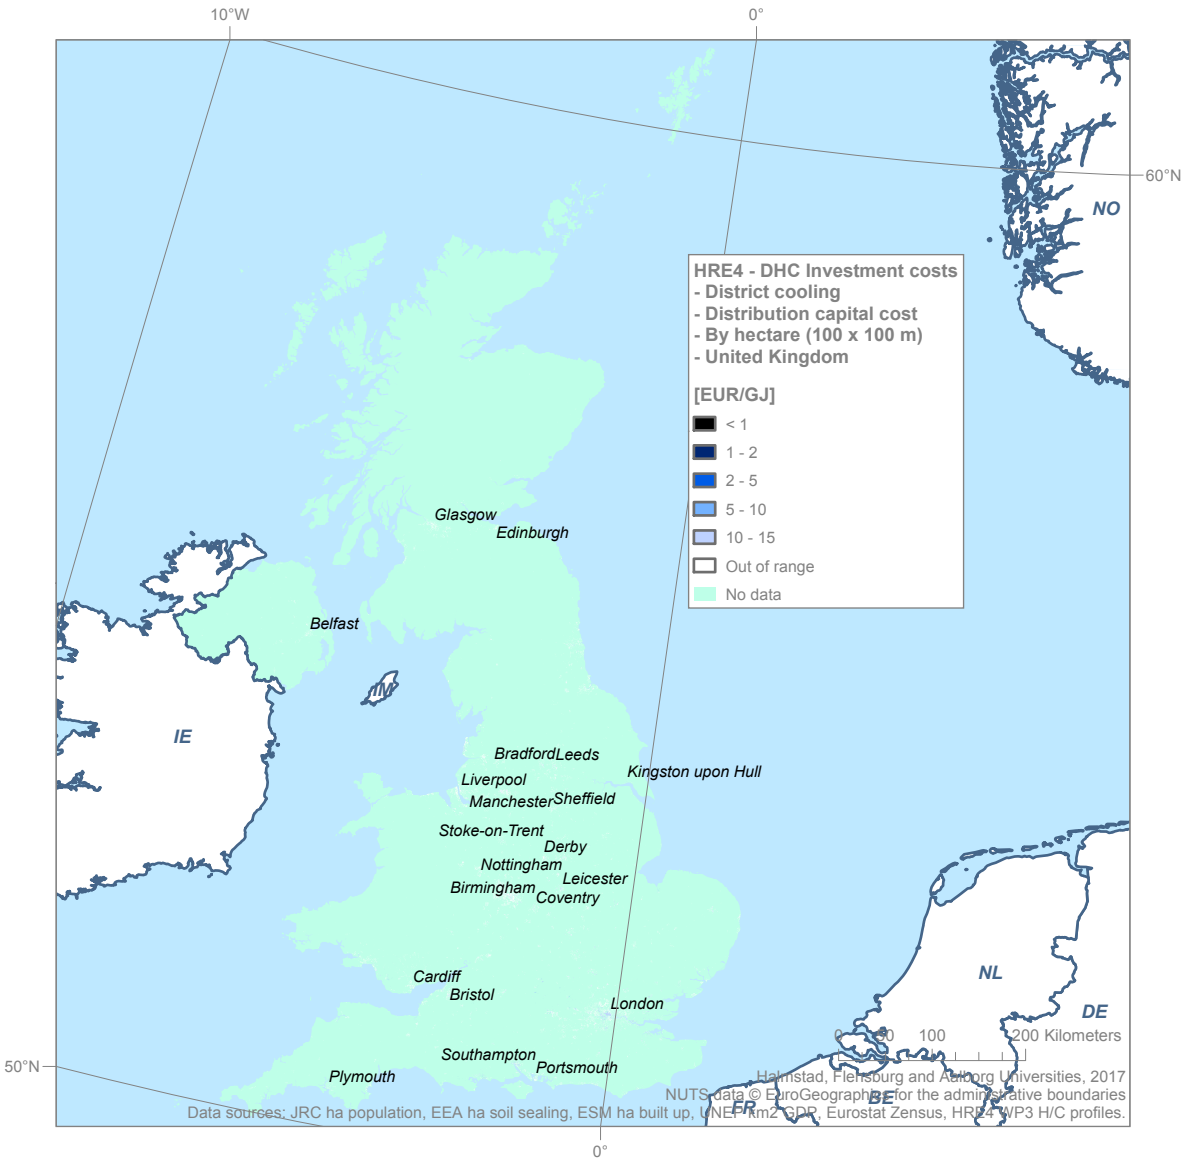 10°W
0°
60°N
NO
HRE4 - DHC Investment costs
- District cooling
- Distribution capital cost
- By hectare (100 x 100 m)
- United Kingdom
[EUR/GJ]
< 1
1 - 2
2 - 5
5 - 10
10 - 15
Out of range
No data
Glasgow
Edinburgh
Belfast
IM
IE
Bradford Leeds
Kingston upon Hull
Liverpool
Manchester Sheffield
Stoke-on-Trent
Derby
Nottingham
Leicester
Birmingham
Coventry
NL
Cardiff
Bristol
London
DE
0 50 100 200 Kilometers
Southampton
Portsmouth
50°N
Plymouth
Halmstad, Flensburg and Aalborg Universities, 2017
NUTS data © EuroGeographics for the administrative boundaries
BE
FR
Data sources: JRC ha population, EEA ha soil sealing, ESM ha built up, UNEP km2 GDP, Eurostat Zensus, HRE4 WP3 H/C profiles.
0°